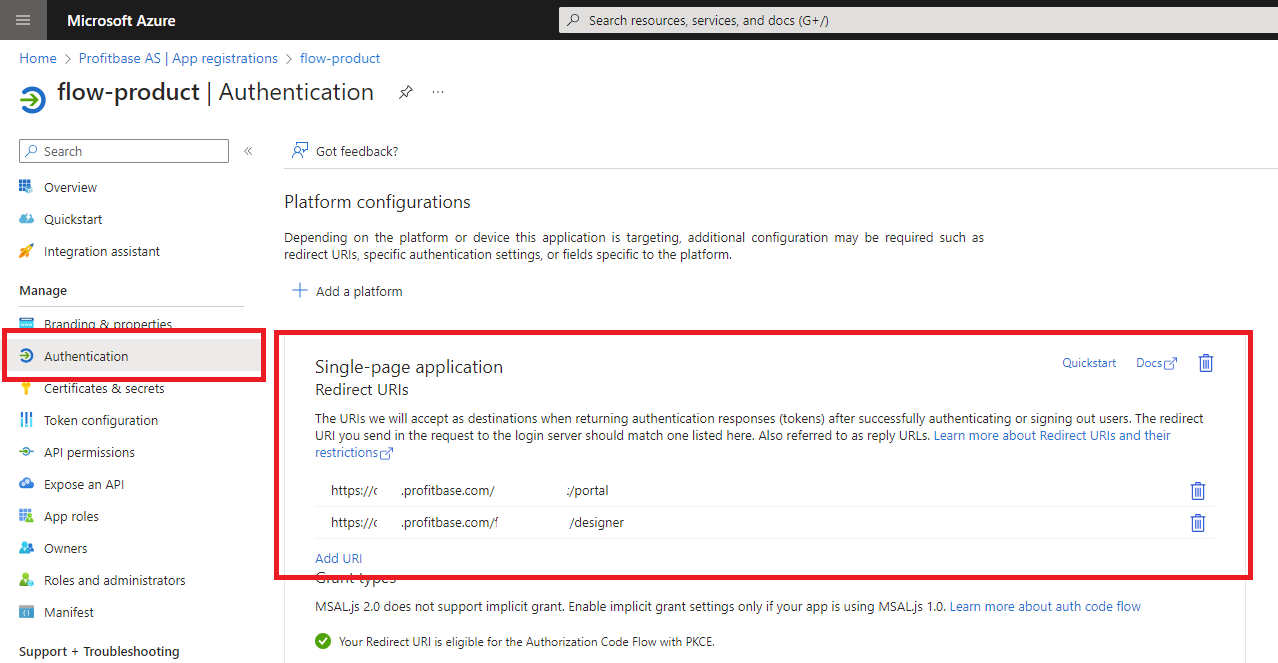 Microsoft Azure
Search resources, services, and docs (G+/)
Home > Profitbase AS | App registrations > flow-product
flow-product | Authentication
Search
«
Overview
Quickstart
Integration assistant
Manage
Branding & properties
Authentication
Certificates & secrets
Token configuration
API permissions
Expose an API
App roles
Owners
Roles and administrators
Manifest
Support + Troubleshooting
Got feedback?
Platform configurations
Depending on the platform or device this application is targeting, additional configuration may be required such as
redirect URIs, specific authentication settings, or fields specific to the platform.
Add a platform
Single-page application
Quickstart
Docs
Redirect URIs
The URIs we will accept as destinations when returning authentication responses (tokens) after successfully authenticating or signing out users. The redirect
URI you send in the request to the login server should match one listed here. Also referred to as reply URLs. Learn more about Redirect URIs and their
restrictions
https:// .profitbase.com/ /portal
https:// .profitbase.com/f /designer
Add URI
Grant types
MSAL.js 2.0 does not support implicit grant. Enable implicit grant settings only if your app is using MSAL.js 1.0. Learn more about auth code flow
Your Redirect URI is eligible for the Authorization Code Flow with PKCE.